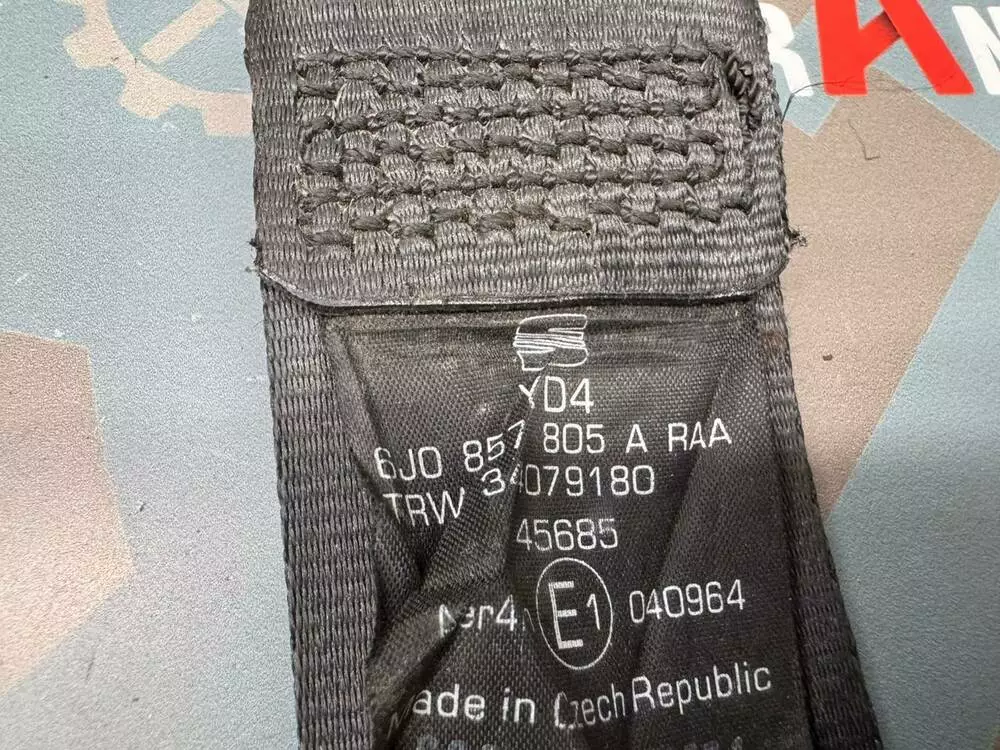 YD4
6J0 857 805 A RAA
TRW 34079180
45685
E1 040964
Made in Czech Republic